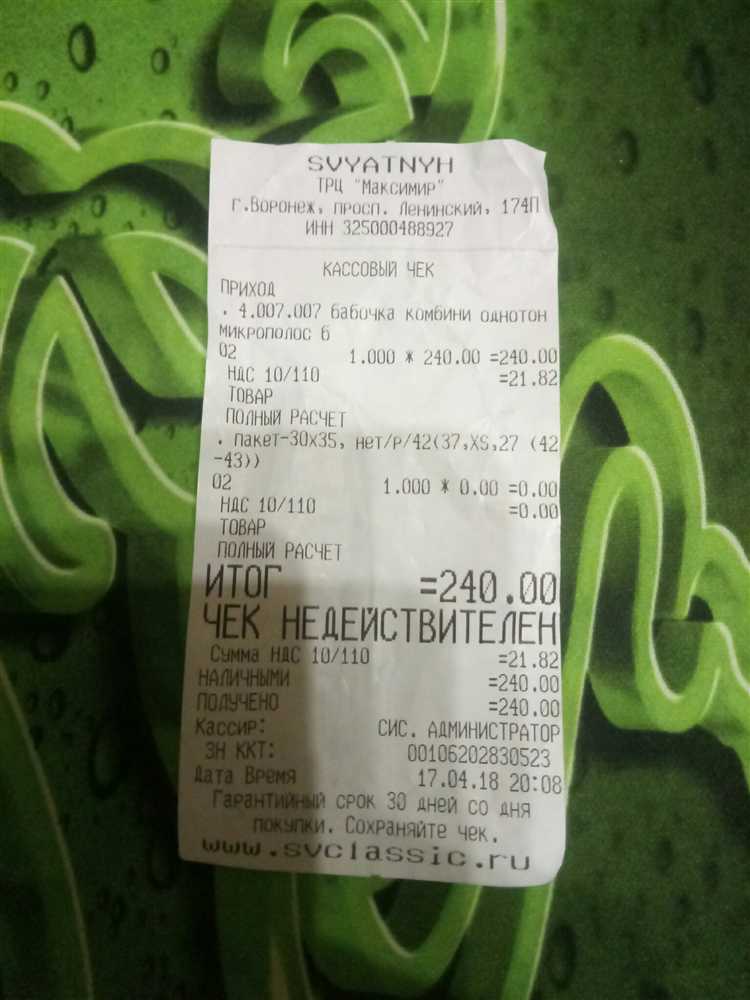 SVYATNYH
ТРЦ "Максимир"
г.Воронеж, просп. Ленинский, 174П
ИНН 325000488927
КАССОВЫЙ ЧЕК
ПРИХОД
. 4.007.007 бабочка комбини однотон
микрополос б
02 1.000 * 240.00 =240.00
НДС 10/110 =21.82
ТОВАР
ПОЛНЫЙ РАСЧЕТ
. пакет-30х35, нет/р/42(37,XS,27 (42
-43))
02 1.000 * 0.00 =0.00
НДС 10/110 =0.00
ТОВАР
ПОЛНЫЙ РАСЧЕТ
ИТОГ =240.00
ЧЕК НЕДЕЙСТВИТЕЛЕН
Сумма НДС 10/110 =21.82
НАЛИЧНЫМИ =240.00
ПОЛУЧЕНО =240.00
Кассир: СИС. АДМИНИСТРАТОР
ЗН ККТ: 00106202830523
Дата Время 17.04.18 20:08
Гарантийный срок 30 дней со дня
покупки. Сохраняйте чек.
www.svclassic.ru